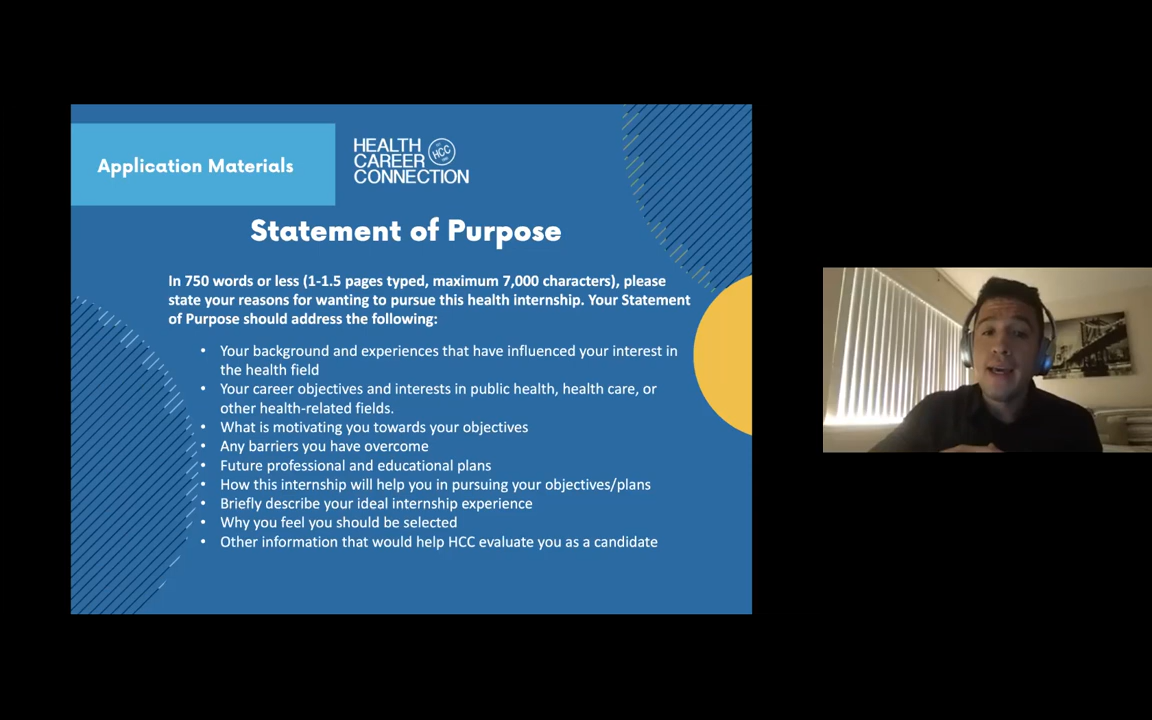 Application Materials
HEALTH
CAREER
CONNECTION
HCC
Statement of Purpose
In 750 words or less (1-1.5 pages typed, maximum 7,000 characters), please
state your reasons for wanting to pursue this health internship. Your Statement
of Purpose should address the following:
• Your background and experiences that have influenced your interest in
the health field
• Your career objectives and interests in public health, health care, or
other health-related fields.
• What is motivating you towards your objectives
• Any barriers you have overcome
• Future professional and educational plans
• How this internship will help you in pursuing your objectives/plans
• Briefly describe your ideal internship experience
• Why you feel you should be selected
• Other information that would help HCC evaluate you as a candidate